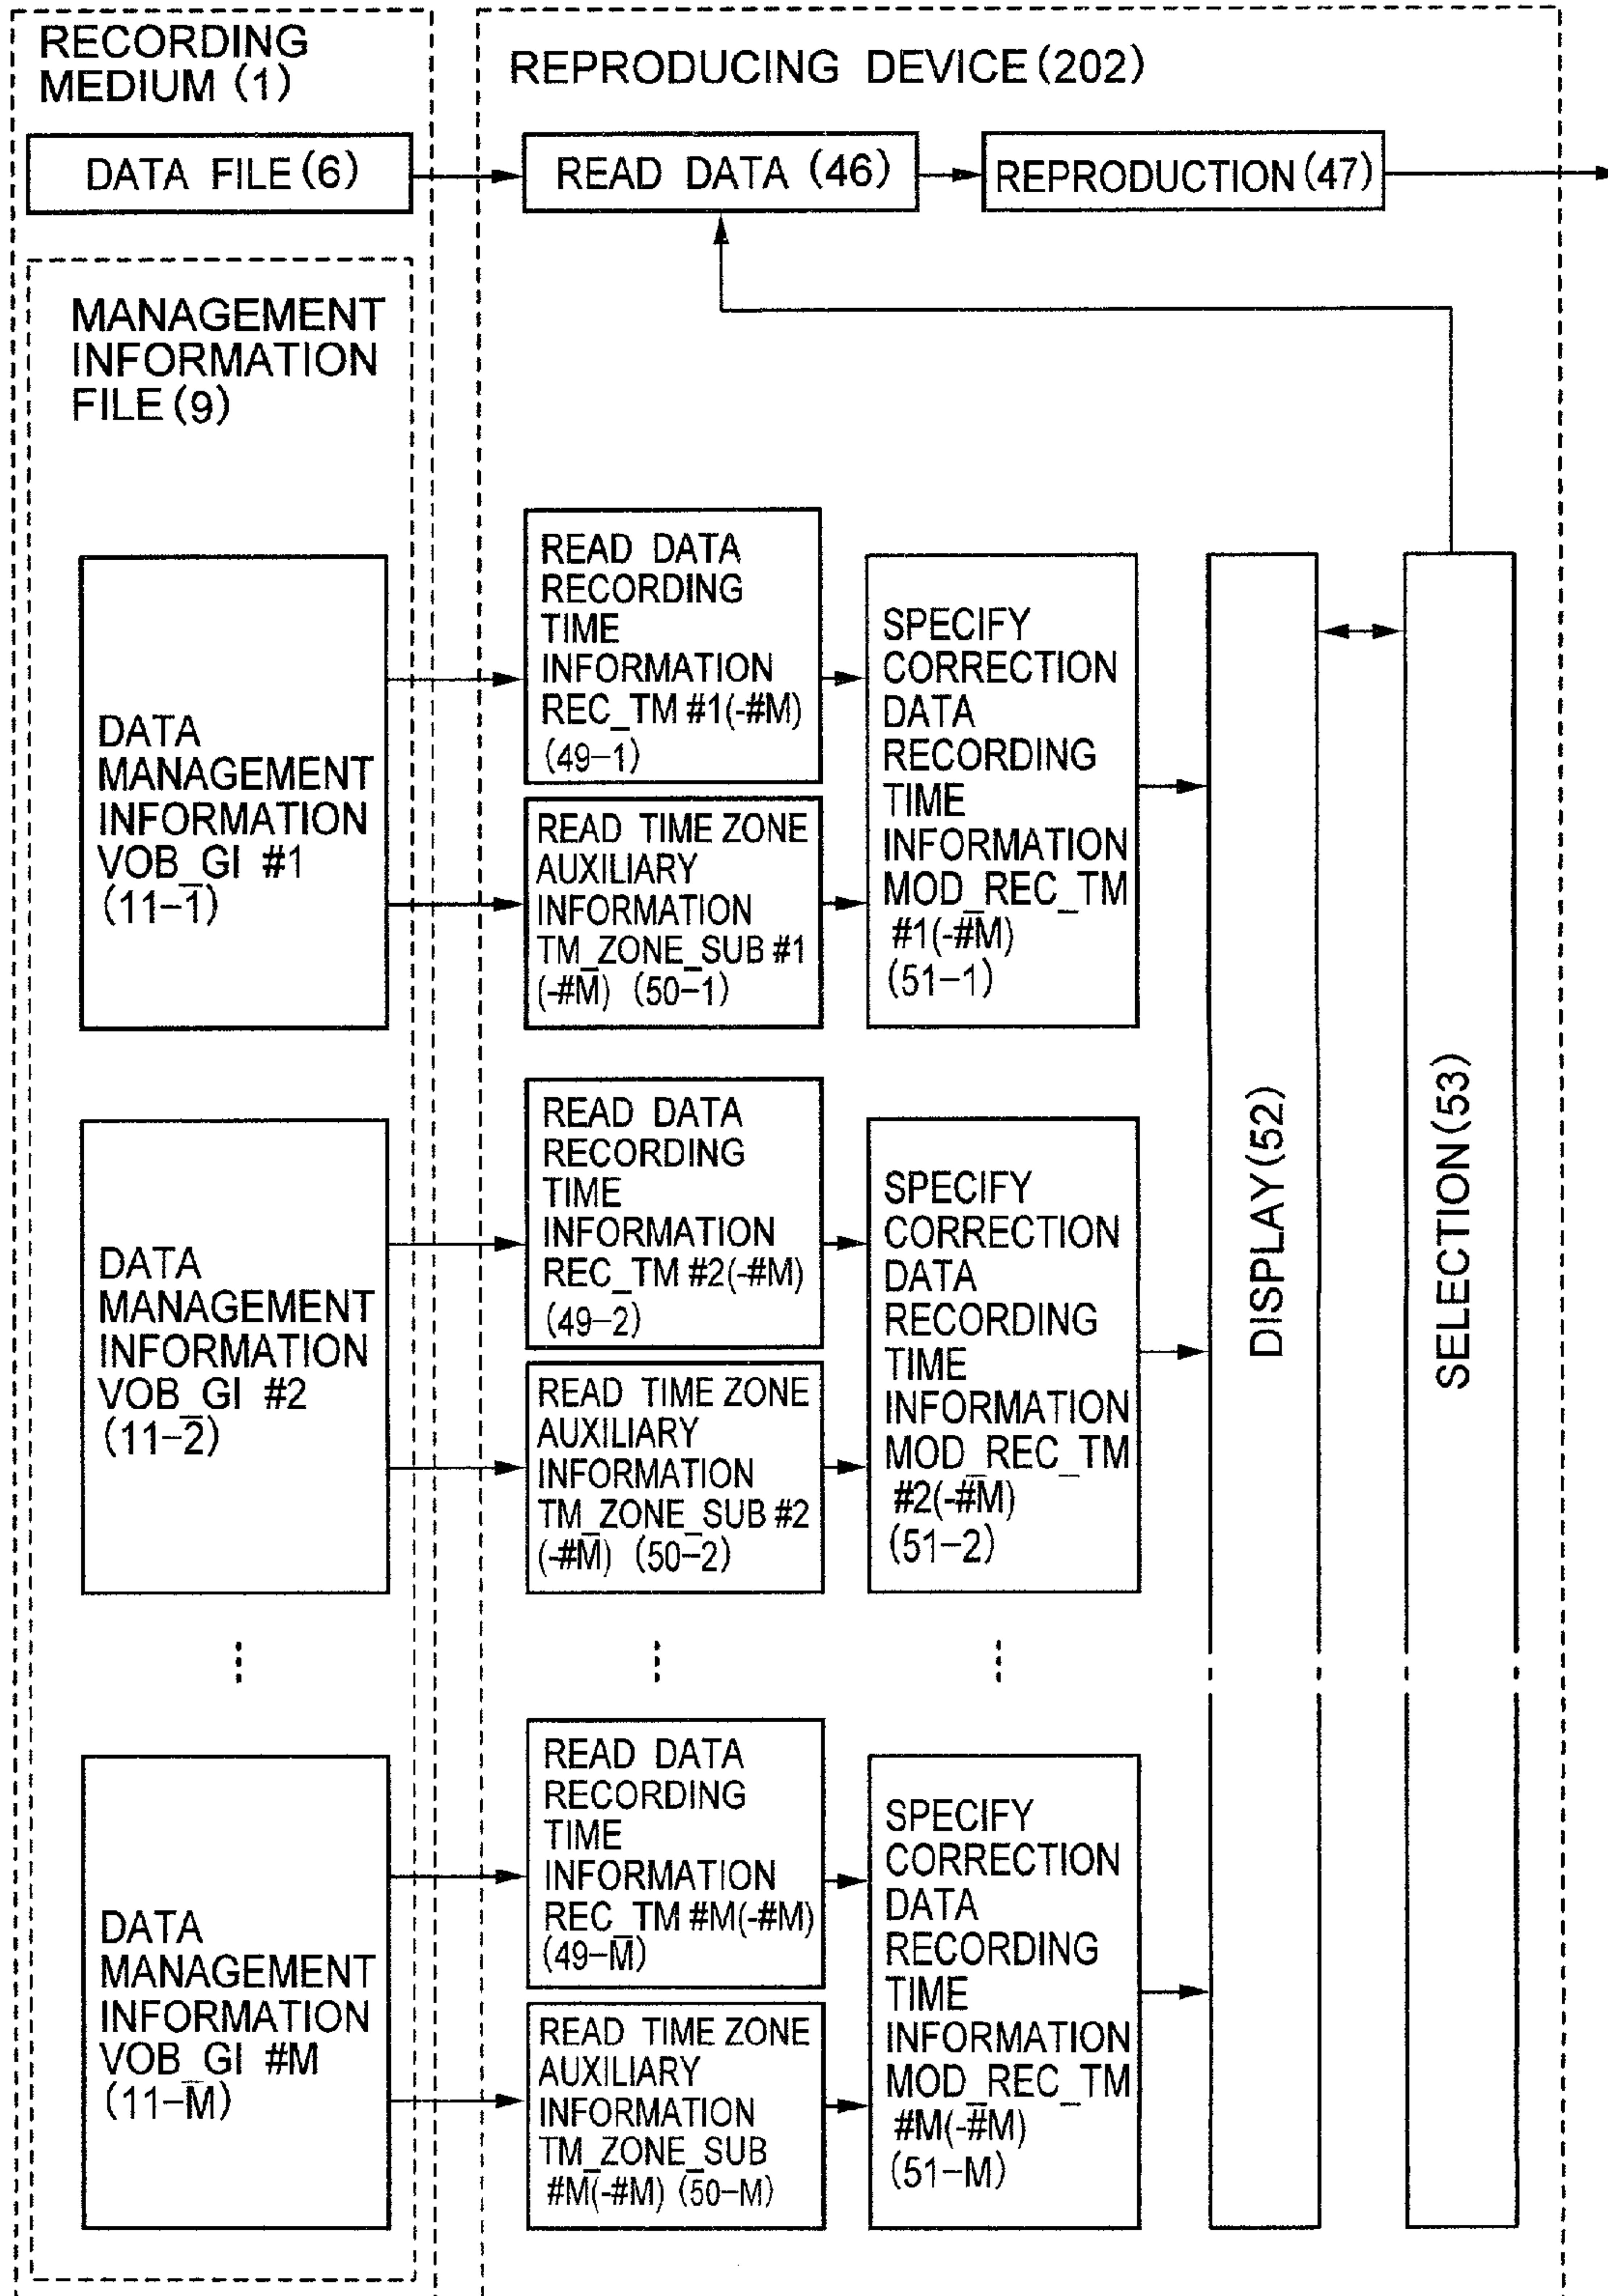 RECORDING
MEDIUM (1)
REPRODUCING DEVICE (202)
DATA FILE (6)
READ DATA (46)
REPRODUCTION (47)
MANAGEMENT
INFORMATION
FILE (9)
DATA
MANAGEMENT
INFORMATION
VOB_GI #1
(11-1)
READ DATA
RECORDING
TIME
INFORMATION
REC_TM #1(-#M)
(49-1)
READ TIME ZONE
AUXILIARY
INFORMATION
TM_ZONE_SUB #1
(-#M) (50-1)
SPECIFY
CORRECTION
DATA
RECORDING
TIME
INFORMATION
MOD_REC_TM
#1(-#M)
(51-1)
DISPLAY (52)
SELECTION (53)
DATA
MANAGEMENT
INFORMATION
VOB_GI #2
(11-2)
READ DATA
RECORDING
TIME
INFORMATION
REC_TM #2(-#M)
(49-2)
READ TIME ZONE
AUXILIARY
INFORMATION
TM_ZONE_SUB #2
(-#M) (50-2)
SPECIFY
CORRECTION
DATA
RECORDING
TIME
INFORMATION
MOD_REC_TM
#2(-#M)
(51-2)
DATA
MANAGEMENT
INFORMATION
VOB_GI #M
(11-M)
READ DATA
RECORDING
TIME
INFORMATION
REC_TM #M(-#M)
(49-M)
READ TIME ZONE
AUXILIARY
INFORMATION
TM_ZONE_SUB
#M(-#M) (50-M)
SPECIFY
CORRECTION
DATA
RECORDING
TIME
INFORMATION
MOD_REC_TM
#M(-#M)
(51-M)